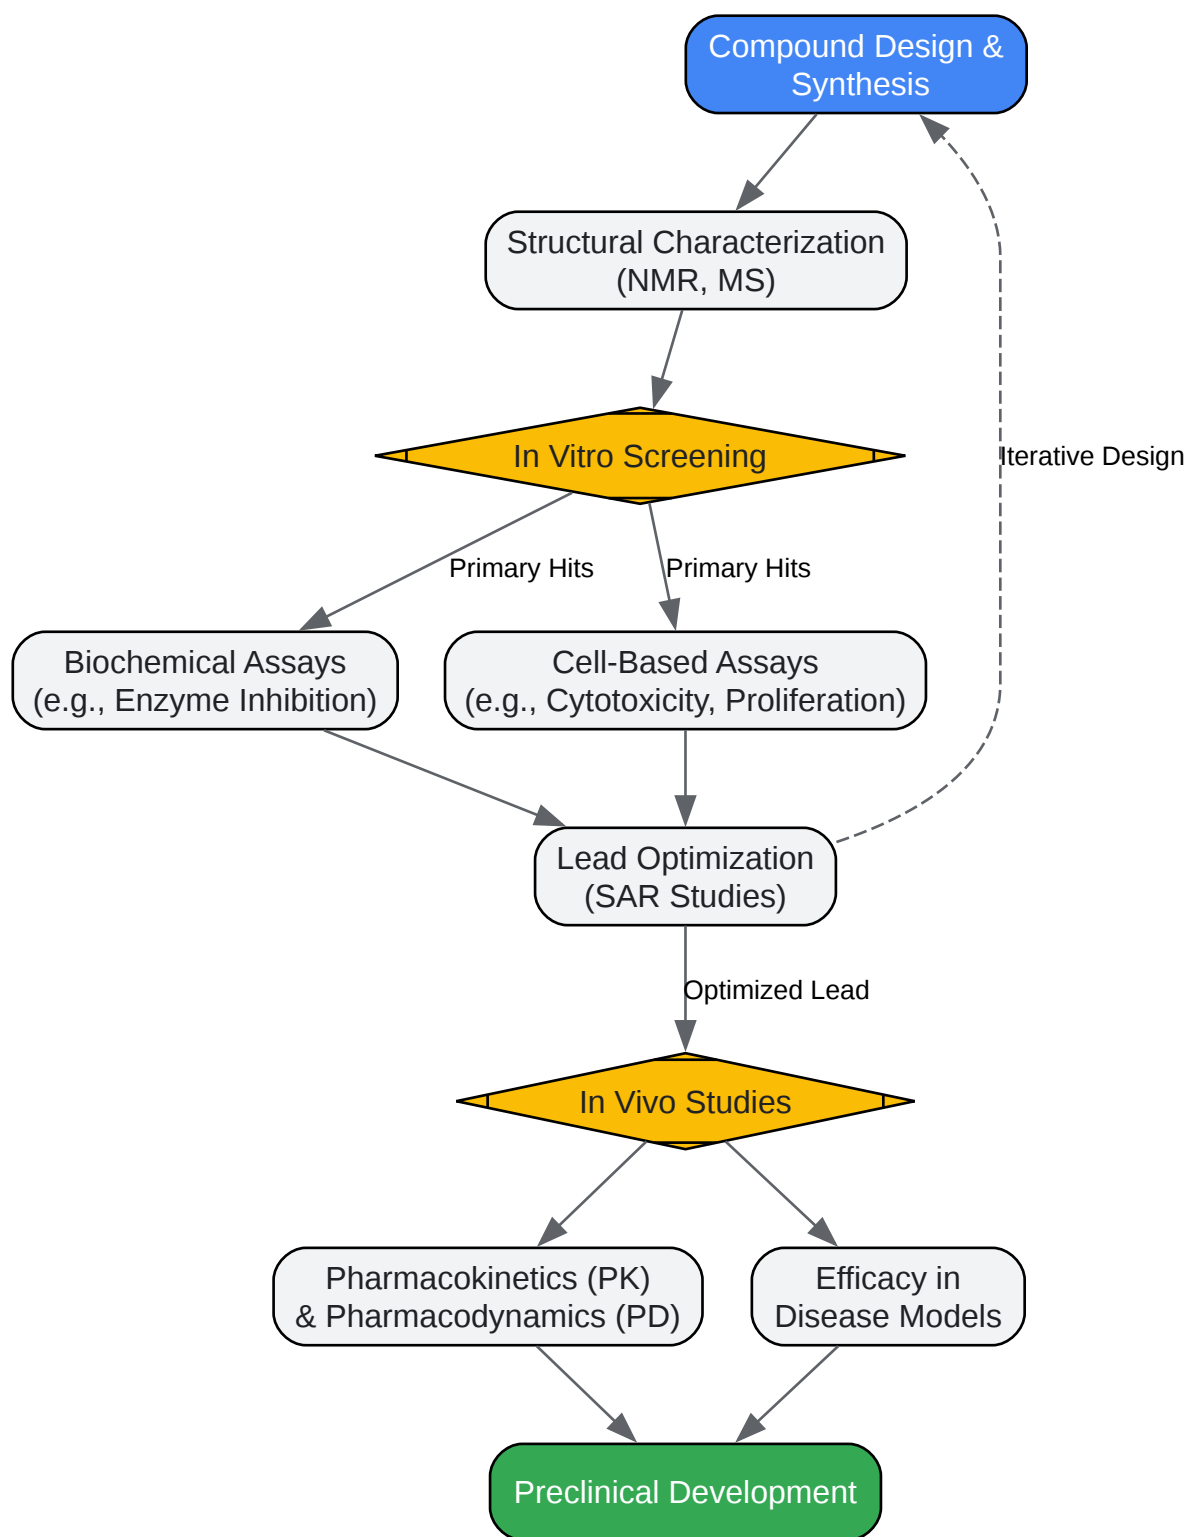 Compound Design &
Synthesis
Structural Characterization
(NMR, MS)
In Vitro Screening
Iterative Design
Primary Hits
Primary Hits
Biochemical Assays
(e.g., Enzyme Inhibition)
Cell-Based Assays
(e.g., Cytotoxicity, Proliferation)
Lead Optimization
(SAR Studies)
Optimized Lead
In Vivo Studies
Pharmacokinetics (PK)
& Pharmacodynamics (PD)
Efficacy in
Disease Models
Preclinical Development